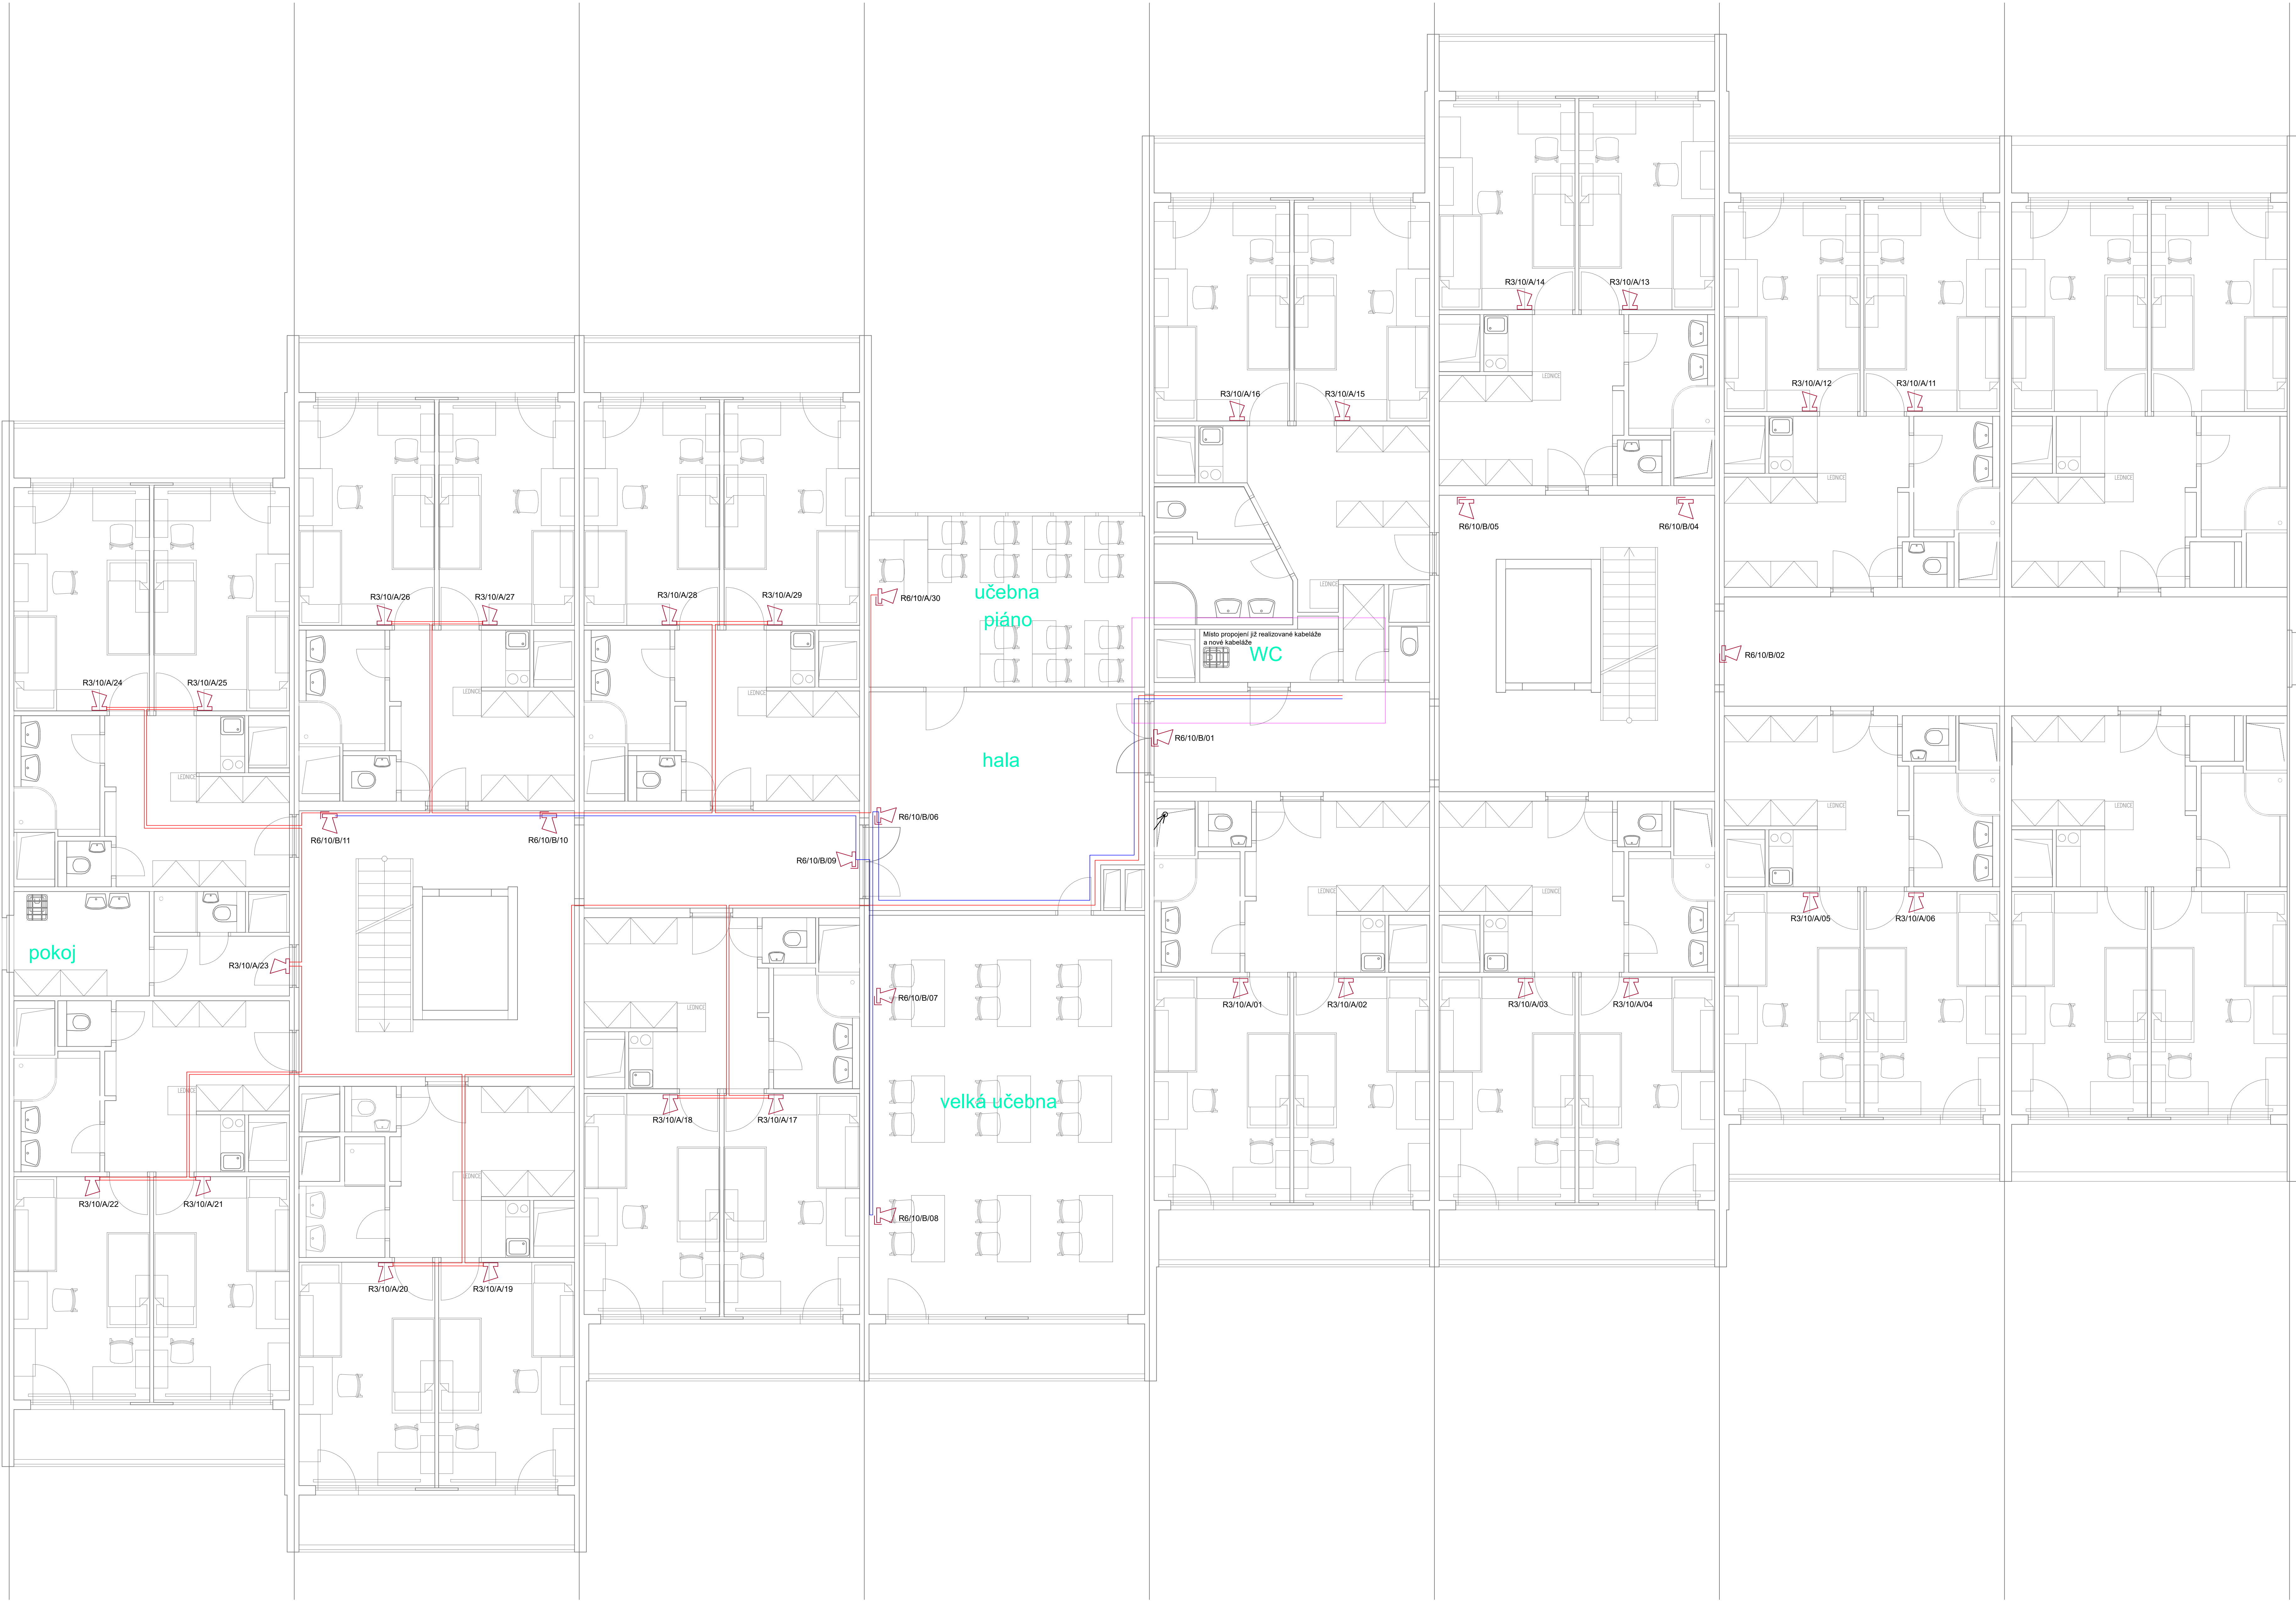 R3/10/A/14
R3/10/A/13
LEDNICE
R3/10/A/16
R3/10/A/15
R3/10/A/12
R3/10/A/11
LEDNICE
LEDNICE
R6/10/B/05
R6/10/B/04
LEDNICE
R3/10/A/26
R3/10/A/27
R3/10/A/28
R3/10/A/29
R6/10/A/30
učebna
piáno
Místo propojení již realizované kabeláže
a nové kabeláže
WC
R6/10/B/02
R3/10/A/24
R3/10/A/25
LEDNICE
LEDNICE
R6/10/B/01
hala
LEDNICE
LEDNICE
LEDNICE
R6/10/B/11
R6/10/B/10
R6/10/B/06
R6/10/B/09
LEDNICE
LEDNICE
R3/10/A/05
R3/10/A/06
pokoj
R3/10/A/23
R6/10/B/07
LEDNICE
R3/10/A/01
R3/10/A/02
R3/10/A/03
R3/10/A/04
LEDNICE
velká učebna
R3/10/A/18
R3/10/A/17
LEDNICE
R3/10/A/22
R3/10/A/21
R6/10/B/08
R3/10/A/20
R3/10/A/19